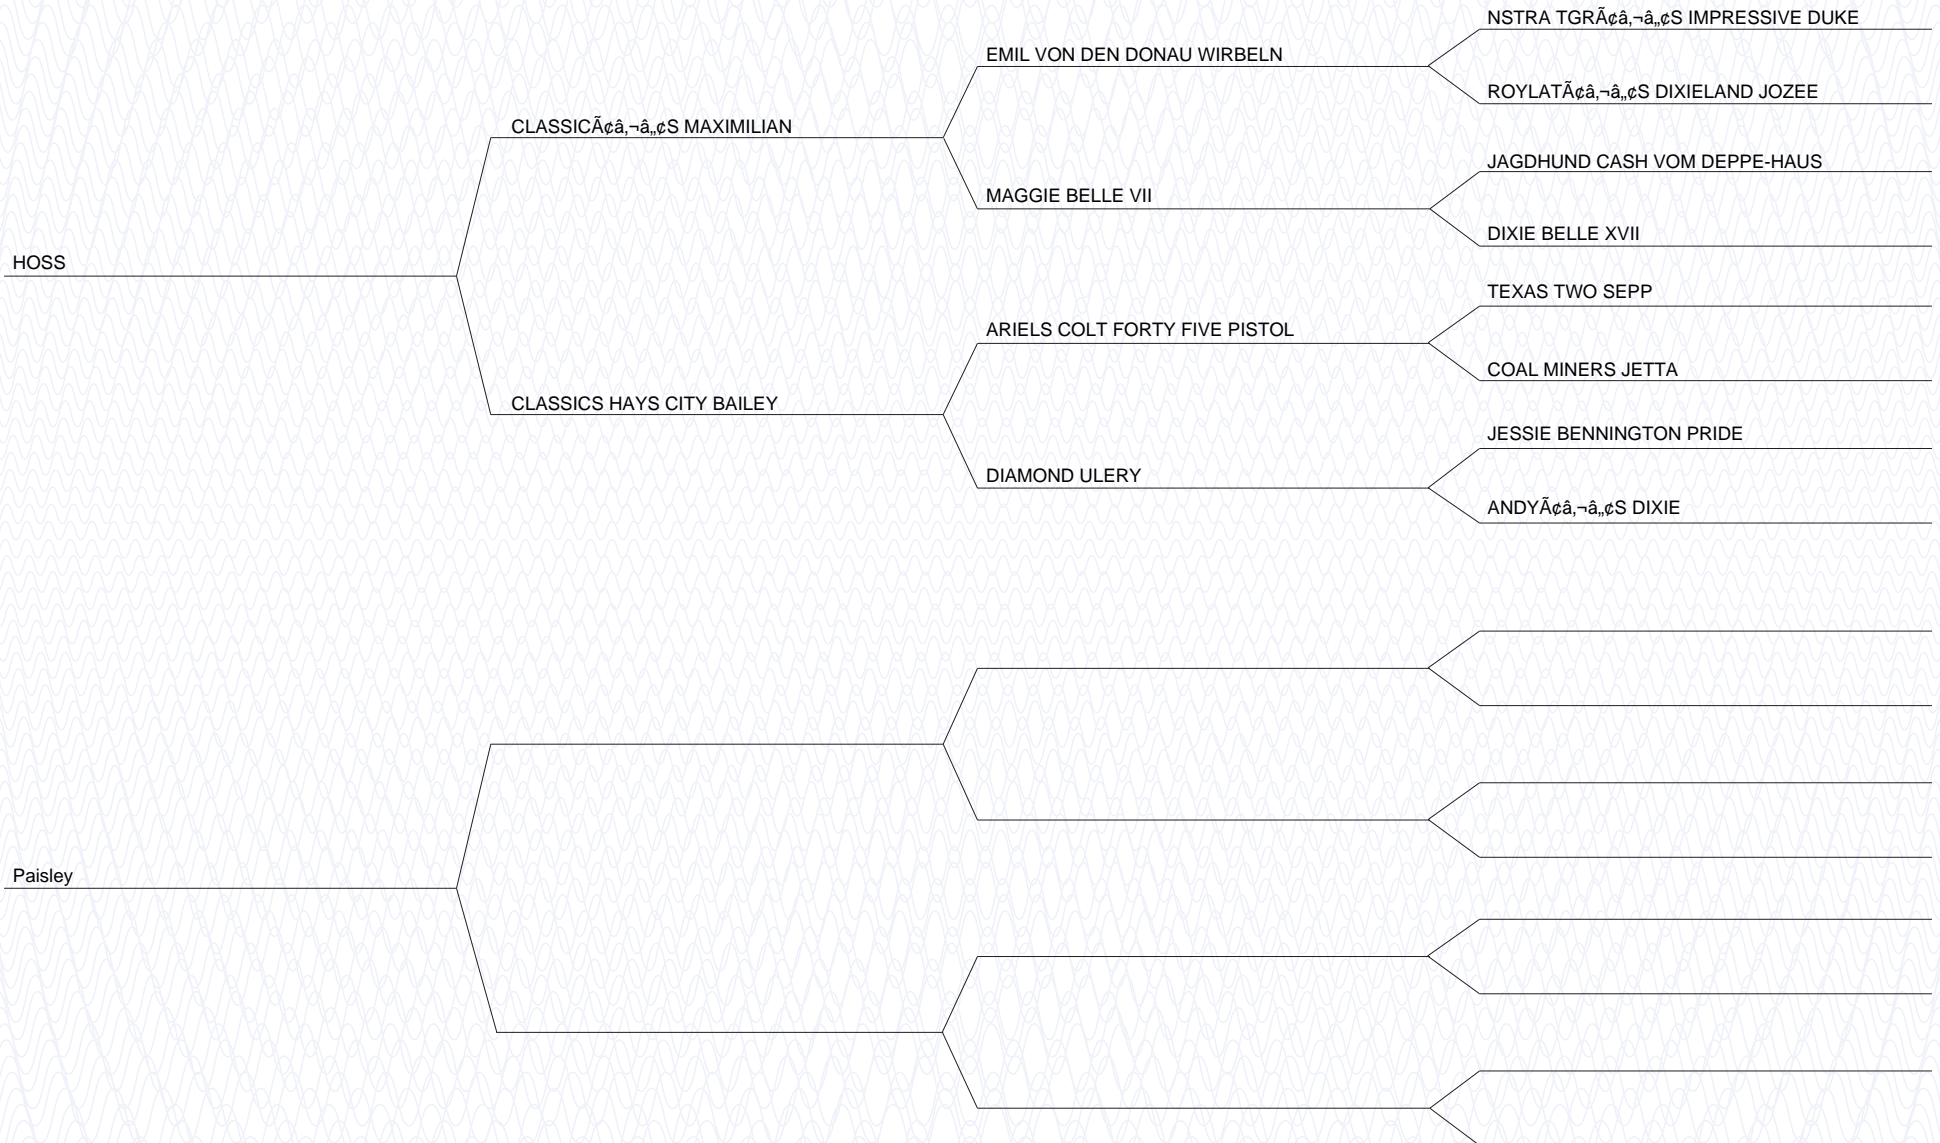 NSTRA TGRÃ¢â‚¬â„¢S IMPRESSIVE DUKE
EMIL VON DEN DONAU WIRBELN
ROYLATÃ¢â‚¬â„¢S DIXIELAND JOZEE
CLASSICÃ¢â‚¬â„¢S MAXIMILIAN
JAGDHUND CASH VOM DEPPE-HAUS
MAGGIE BELLE VII
DIXIE BELLE XVII
HOSS
TEXAS TWO SEPP
ARIELS COLT FORTY FIVE PISTOL
COAL MINERS JETTA
CLASSICS HAYS CITY BAILEY
JESSIE BENNINGTON PRIDE
DIAMOND ULERY
ANDYÃ¢â‚¬â„¢S DIXIE
Paisley